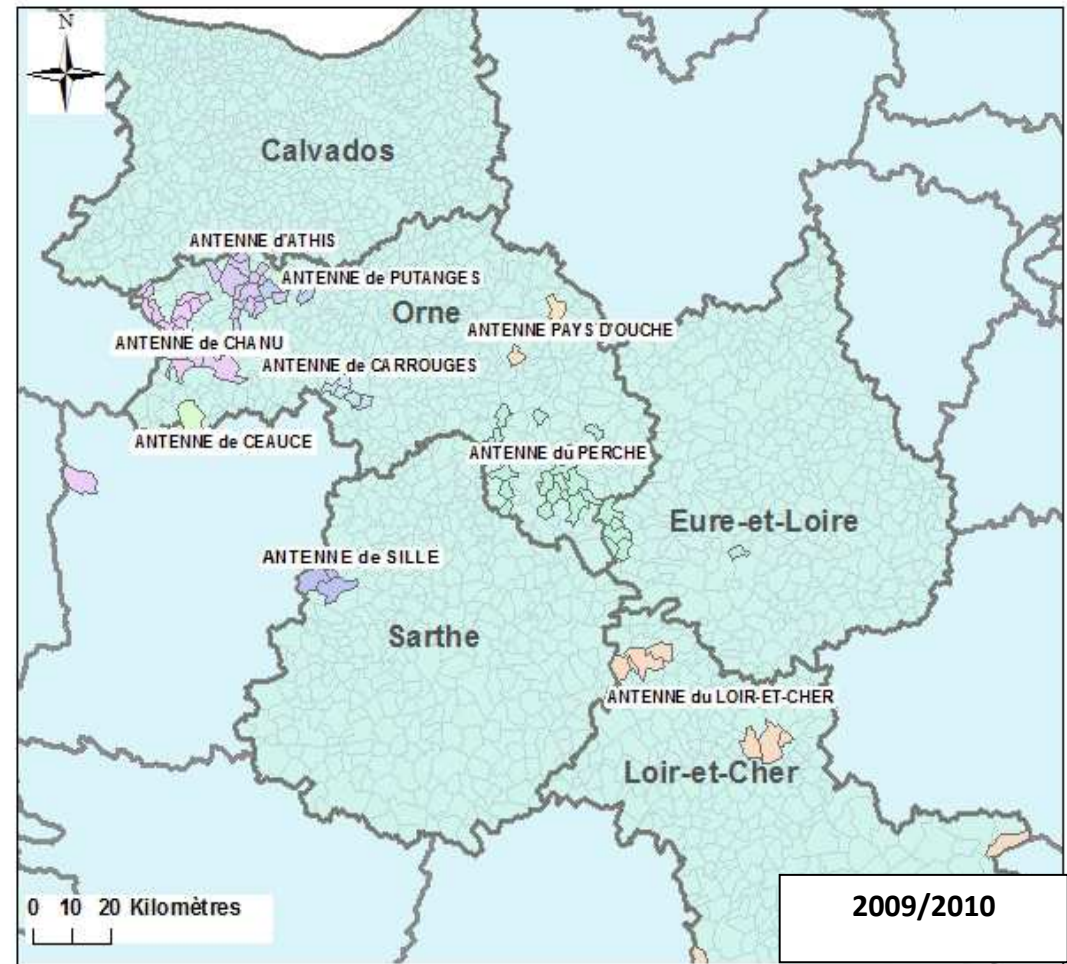 N
Calvados
ANTENNE d'ATHIS
ANTENNE de PUTANGES
Orne
ANTENNE PAYS D'OUCHE
ANTENNE de CHANU
ANTENNE de CARROUGES
ANTENNE de CEAUCE
ANTENNE du PERCHE
Eure-et-Loire
ANTENNE de SILLE
Sarthe
ANTENNE du LOIR-ET-CHER
Loir-et-Cher
0 10 20 Kilomètres
2009/2010